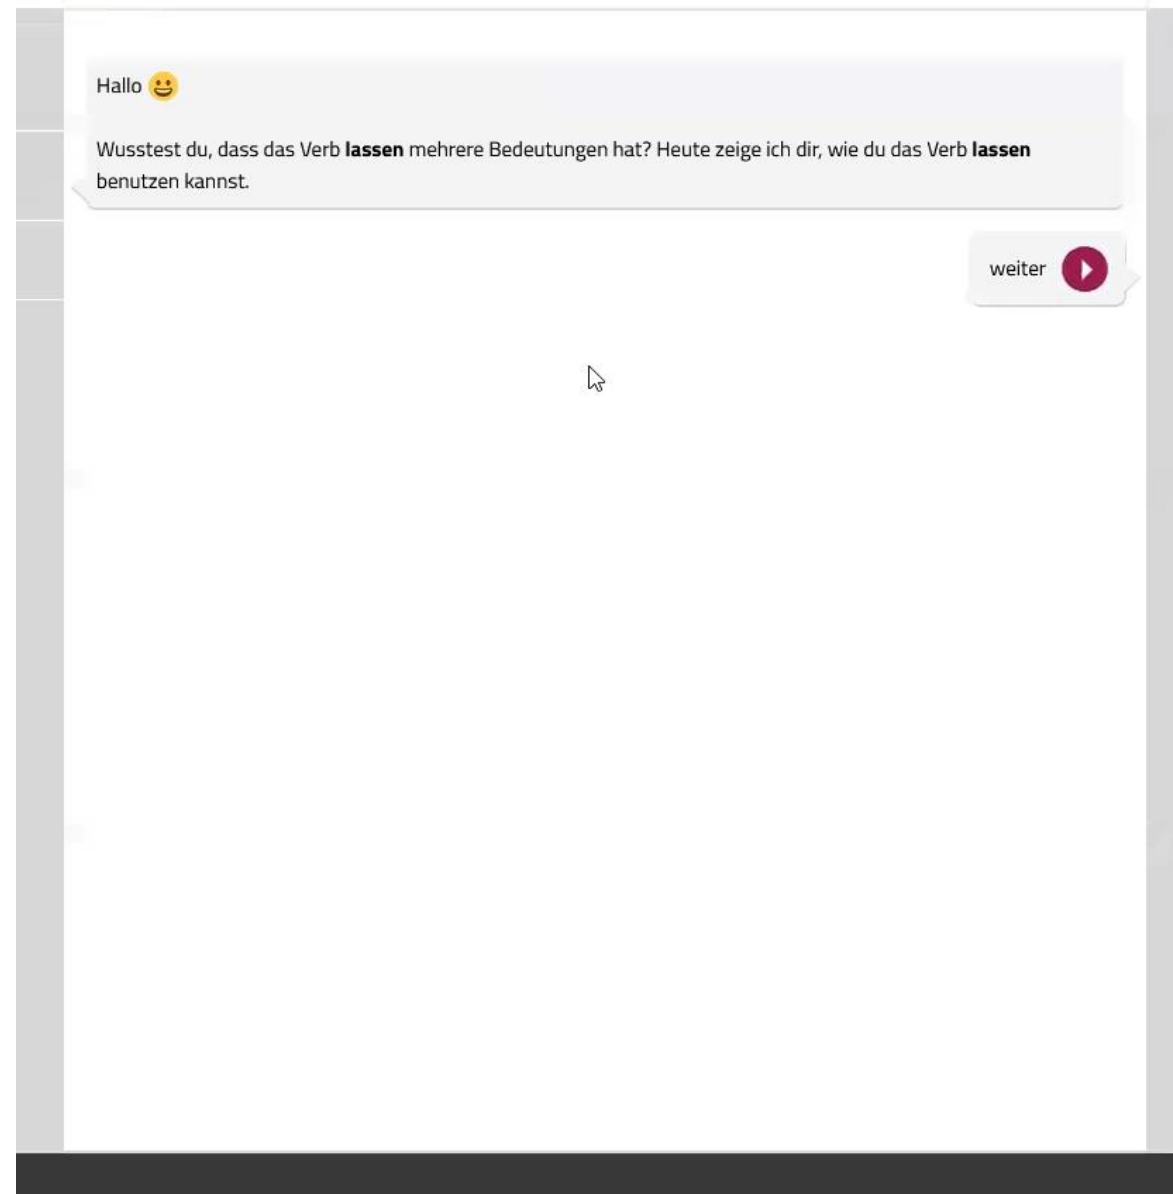 Hallo 😀
Wusstest du, dass das Verb lassen mehrere Bedeutungen hat? Heute zeige ich dir, wie du das Verb lassen
benutzen kannst.
weiter